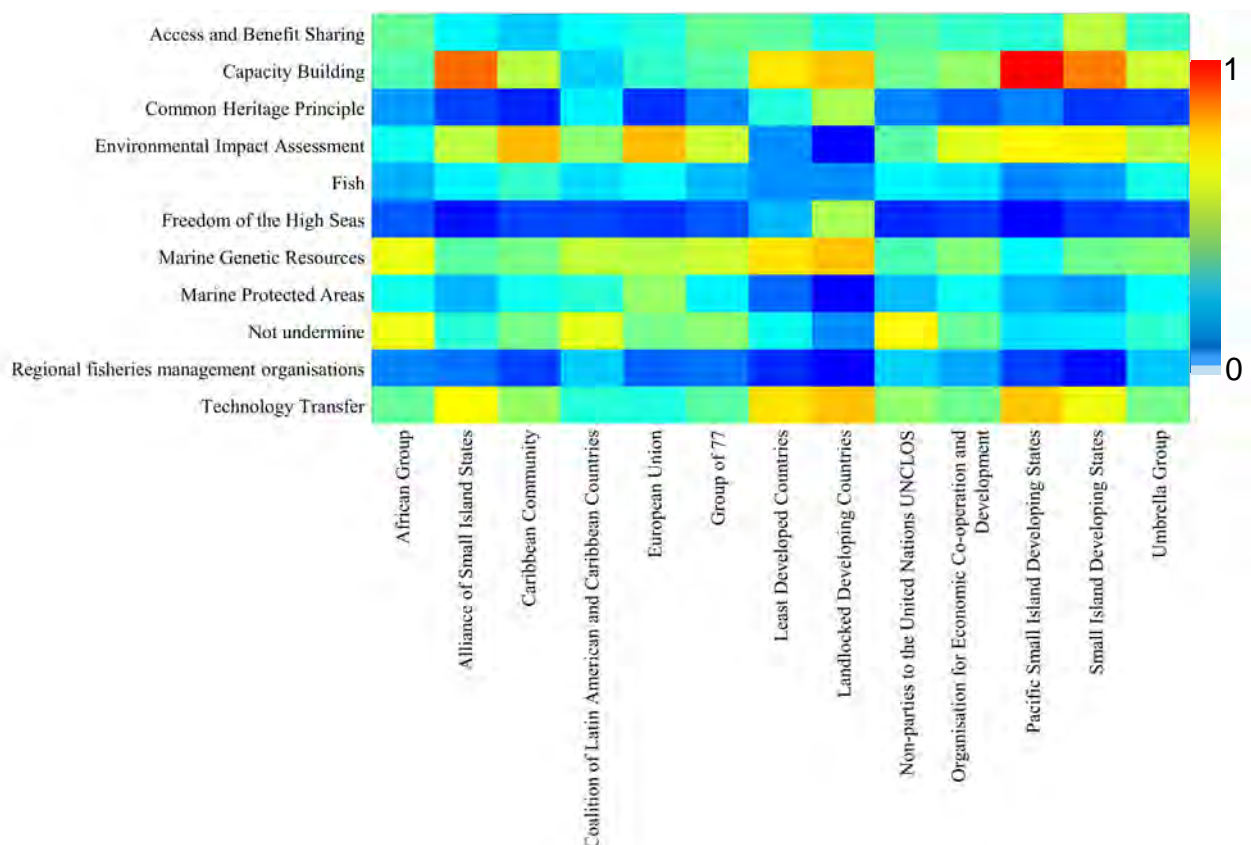 Access and Benefit Sharing
Capacity Building
Common Heritage Principle
Environmental Impact Assessment
Fish
Freedom of the High Seas
Marine Genetic Resources
Marine Protected Areas
Not undermine
Regional fisheries management organisations
Technology Transfer
1
0
African Group
Alliance of Small Island States
Caribbean Community
Coalition of Latin American and Caribbean Countries
European Union
Group of 77
Least Developed Countries
Landlocked Developing Countries
Non-parties to the United Nations UNCLOS
Organisation for Economic Co-operation and
Development
Pacific Small Island Developing States
Small Island Developing States
Umbrella Group